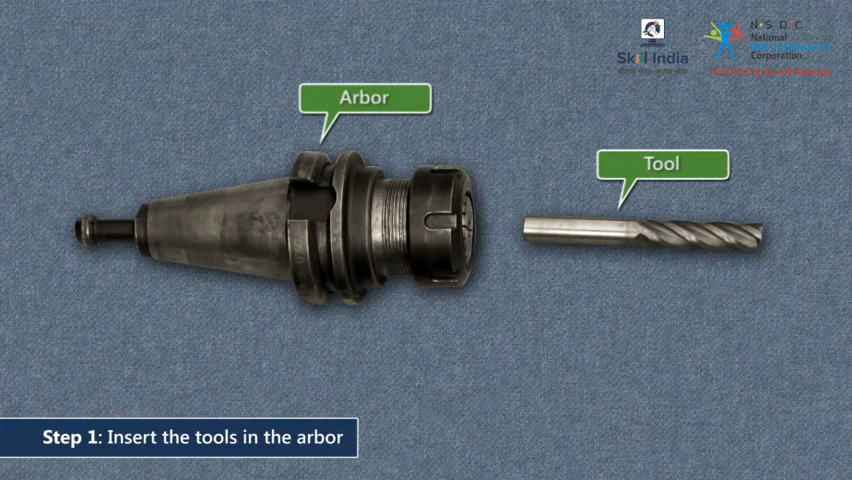 N S D C
National
Corporation
Skill India
Arbor
Tool
Step 1: Insert the tools in the arbor